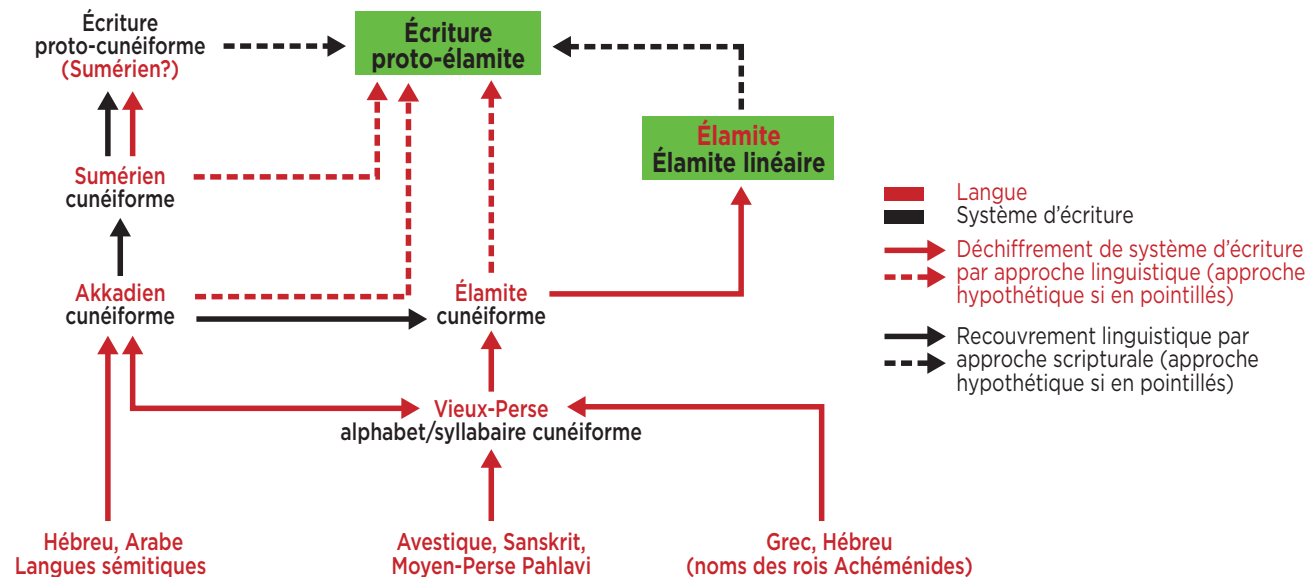 Écriture
proto-cunéiforme
(Sumérien?)
Écriture
proto-élamite
Élamite
Élamite linéaire
Sumérien
cunéiforme
Akkadien
cunéiforme
Élamite
cunéiforme
Vieux-Perse
alphabet/syllabaire cunéiforme
Hébreu, Arabe
Langues sémitiques
Avestique, Sanskrit,
Moyen-Perse Pahlavi
Grec, Hébreu
(noms des rois Achéménides)
Langue
Système d'écriture
Déchiffrement de système d'écriture
par approche linguistique (approche
hypothétique si en pointillés)
Recouvrement linguistique par
approche scripturale (approche
hypothétique si en pointillés)